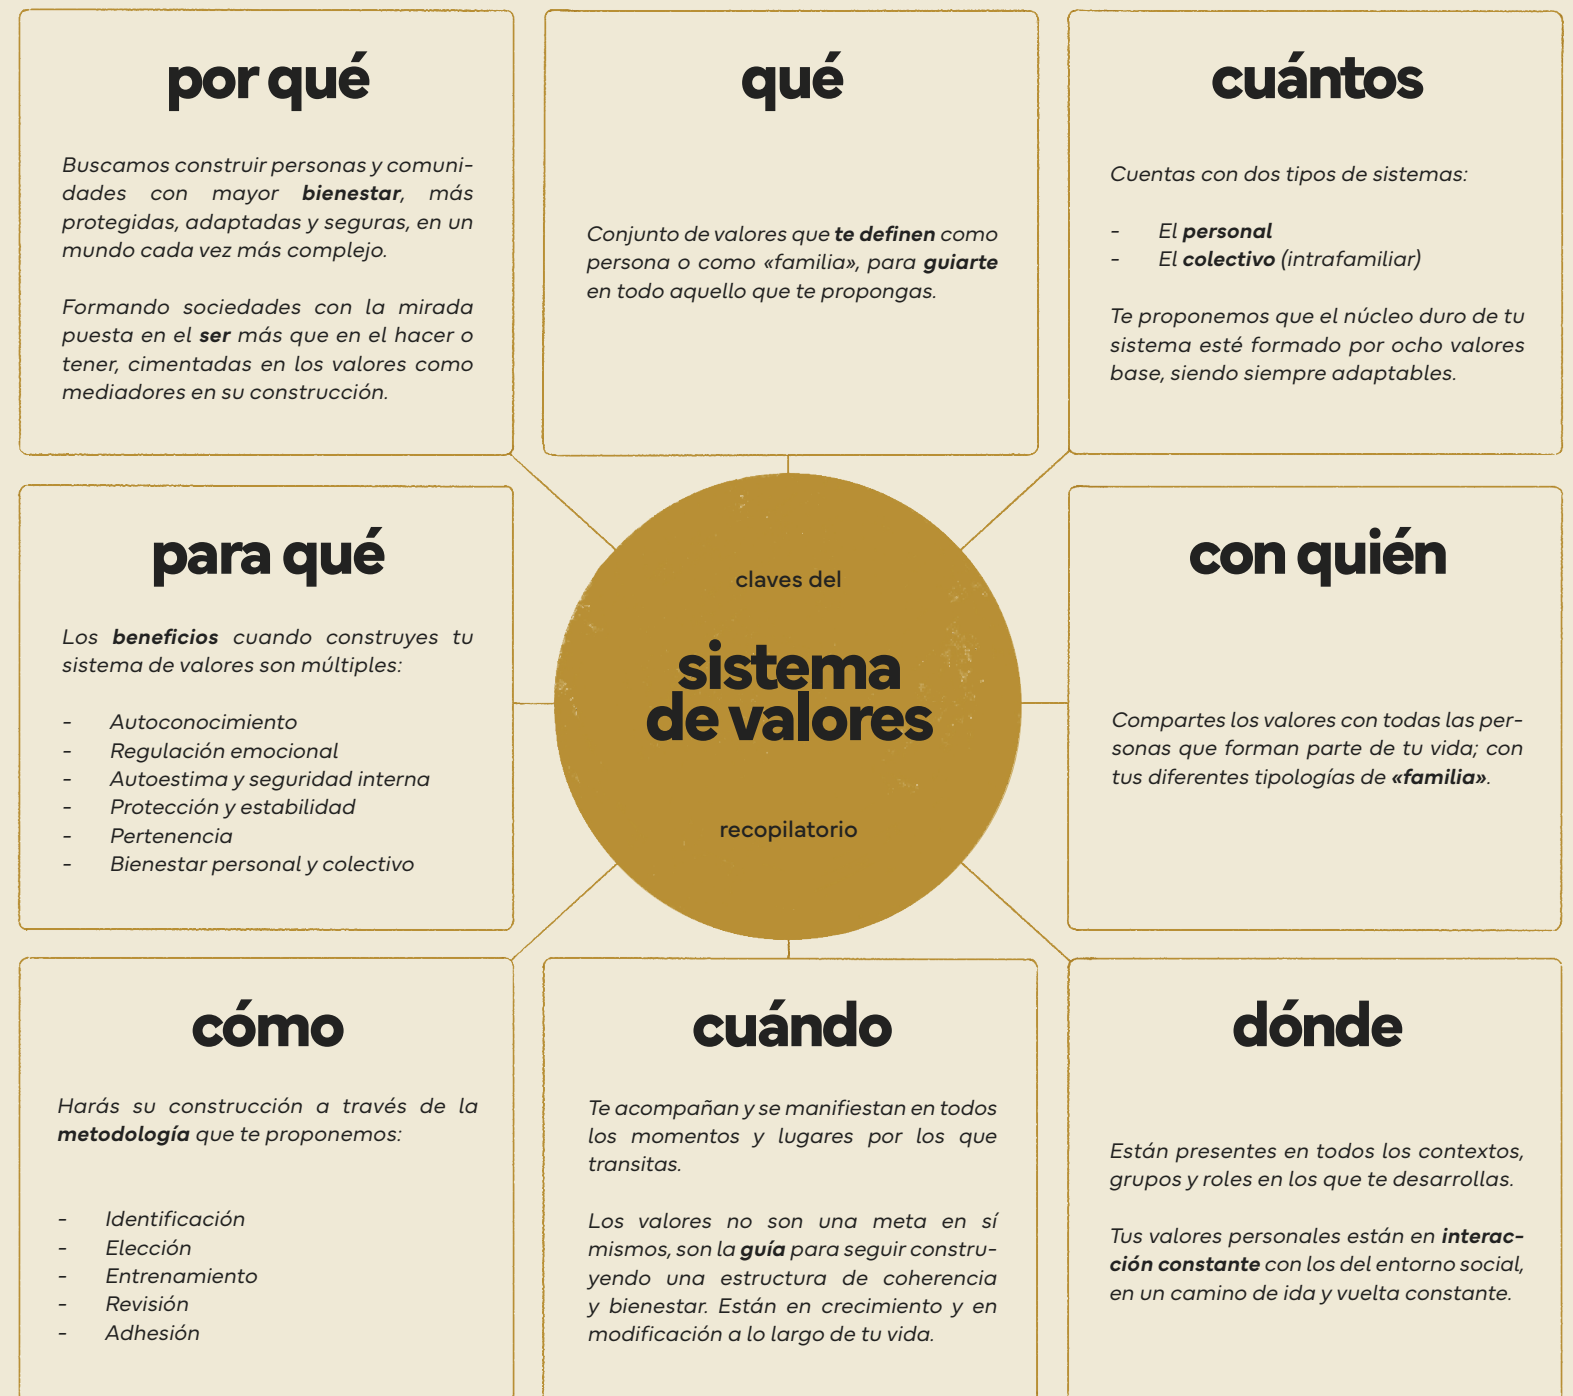 por qué
Buscamos construir personas y comuni-
dades con mayor bienestar, más
protegidas, adaptadas y seguras, en un
mundo cada vez más complejo.
Formando sociedades con la mirada
puesta en el ser más que en el hacer o
tener, cimentadas en los valores como
mediadores en su construcción.
qué
Conjunto de valores que te definen como
persona o como «familia», para guiarte
en todo aquello que te propongas.
cuántos
Cuentas con dos tipos de sistemas:
- El personal
- El colectivo (intrafamiliar)
Te proponemos que el núcleo duro de tu
sistema esté formado por ocho valores
base, siendo siempre adaptables.
para qué
Los beneficios cuando construyes tu
sistema de valores son múltiples:
- Autoconocimiento
- Regulación emocional
- Autoestima y seguridad interna
- Protección y estabilidad
- Pertenencia
- Bienestar personal y colectivo
claves del
sistema
de valores
recopilatorio
con quién
Compartes los valores con todas las per-
sonas que forman parte de tu vida; con
tus diferentes tipologías de «familia».
cómo
Harás su construcción a través de la
metodología que te proponemos:
- Identificación
- Elección
- Entrenamiento
- Revisión
- Adhesión
cuándo
Te acompañan y se manifiestan en todos
los momentos y lugares por los que
transitas.
Los valores no son una meta en sí
mismos, son la guía para seguir constru-
yendo una estructura de coherencia
y bienestar. Están en crecimiento y en
modificación a lo largo de tu vida.
dónde
Están presentes en todos los contextos,
grupos y roles en los que te desarrollas.
Tus valores personales están en interac-
ción constante con los del entorno social,
en un camino de ida y vuelta constante.